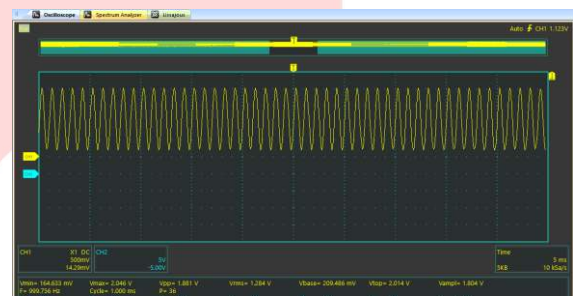 Oscilloscope Spectrum Analyzer
Auto CH1 1.123V
T
T
CH1 X1 DC
500mV
14.29mV
CH2
5V
-5.00V
Time
5 ms
5KB 10 kSa/s
Vmin= 164.633 mV Vmax= 2.046 V Vpp= 1.881 V Vrms= 1.284 V Vbase= 209.486 mV Vtop= 2.014 V Vampl= 1.804 V
F= 999.756 Hz Cycle= 1.000 ms P= 36